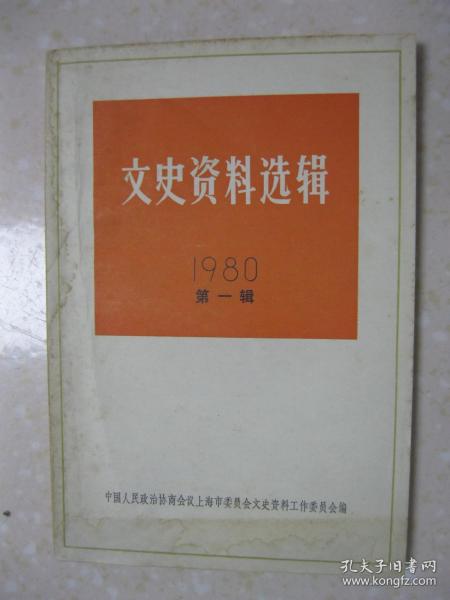 文史资料选辑
1980
第一辑
中国人民政治协商会议上海市委员会文史资料工作委员会编
孔夫子旧书网
www.kongfz.com